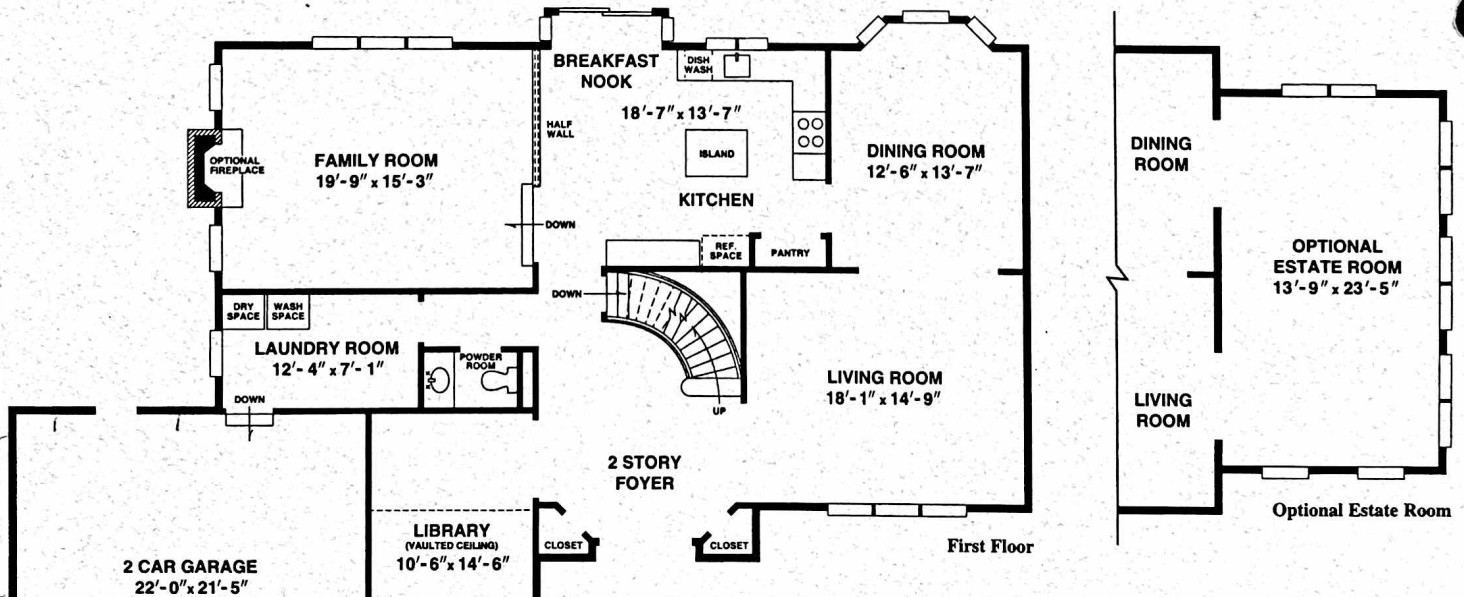 BREAKFAST
NOOK
18'-7" x 13'-7"
DISH
WASH
HALF
WALL
ISLAND
KITCHEN
OPTIONAL
FIREPLACE
FAMILY ROOM
19'-9" x 15'-3"
DOWN
REF.
SPACE
PANTRY
DINING ROOM
12'-6" x 13'-7"
DRY
SPACE
WASH
SPACE
LAUNDRY ROOM
12'-4" x 7'-1"
DOWN
POWDER
ROOM
DOWN
UP
LIVING ROOM
18'-1" x 14'-9"
2 STORY
FOYER
CLOSET
CLOSET
LIBRARY
(VAULTED CEILING)
10'-6" x 14'-6"
2 CAR GARAGE
22'-0" x 21'-5"
First Floor
DINING
ROOM
LIVING
ROOM
OPTIONAL
ESTATE ROOM
13'-9" x 23'-5"
Optional Estate Room